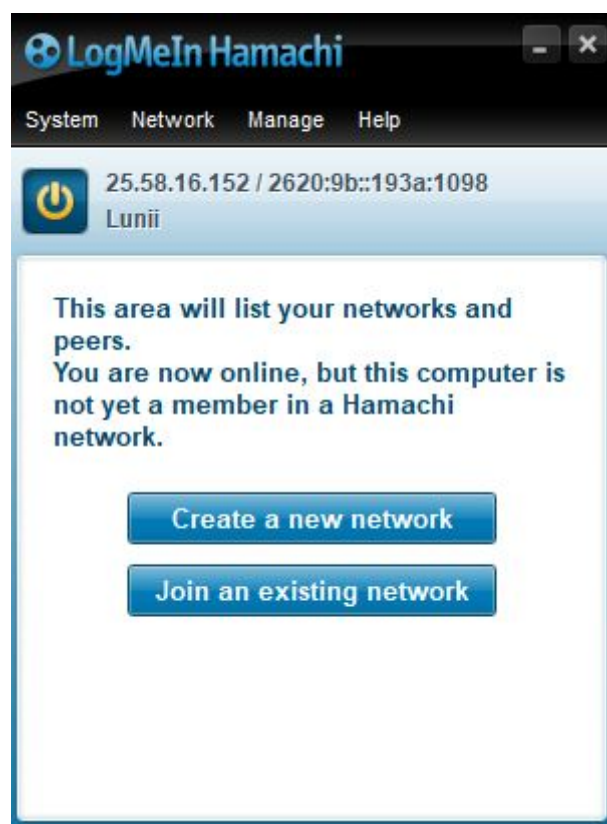 LogMeIn Hamachi
System Network Manage Help
25.58.16.152 / 2620:9b::193a:1098
Lunii
This area will list your networks and
peers.
You are now online, but this computer is
not yet a member in a Hamachi
network.
Create a new network
Join an existing network